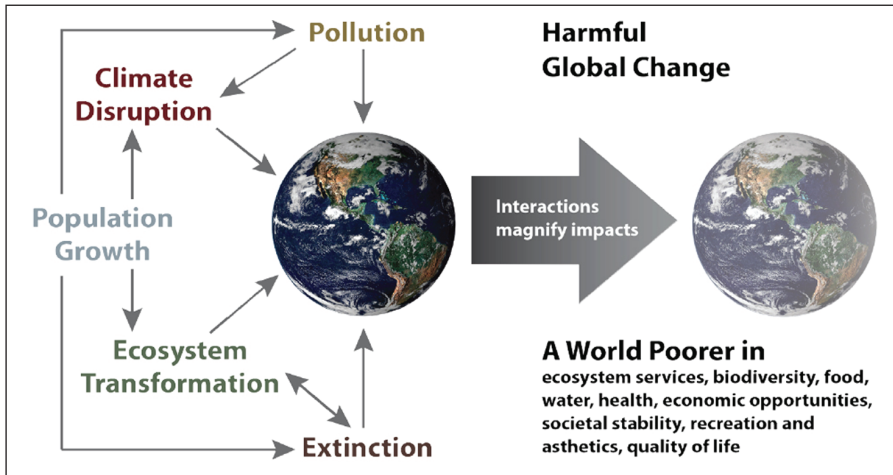 Pollution
Harmful
Global Change
Climate
Disruption
Population
Growth
Interactions
magnify impacts
Ecosystem
Transformation
Extinction
A World Poorer in
ecosystem services, biodiversity, food,
water, health, economic opportunities,
societal stability, recreation and
asthetics, quality of life